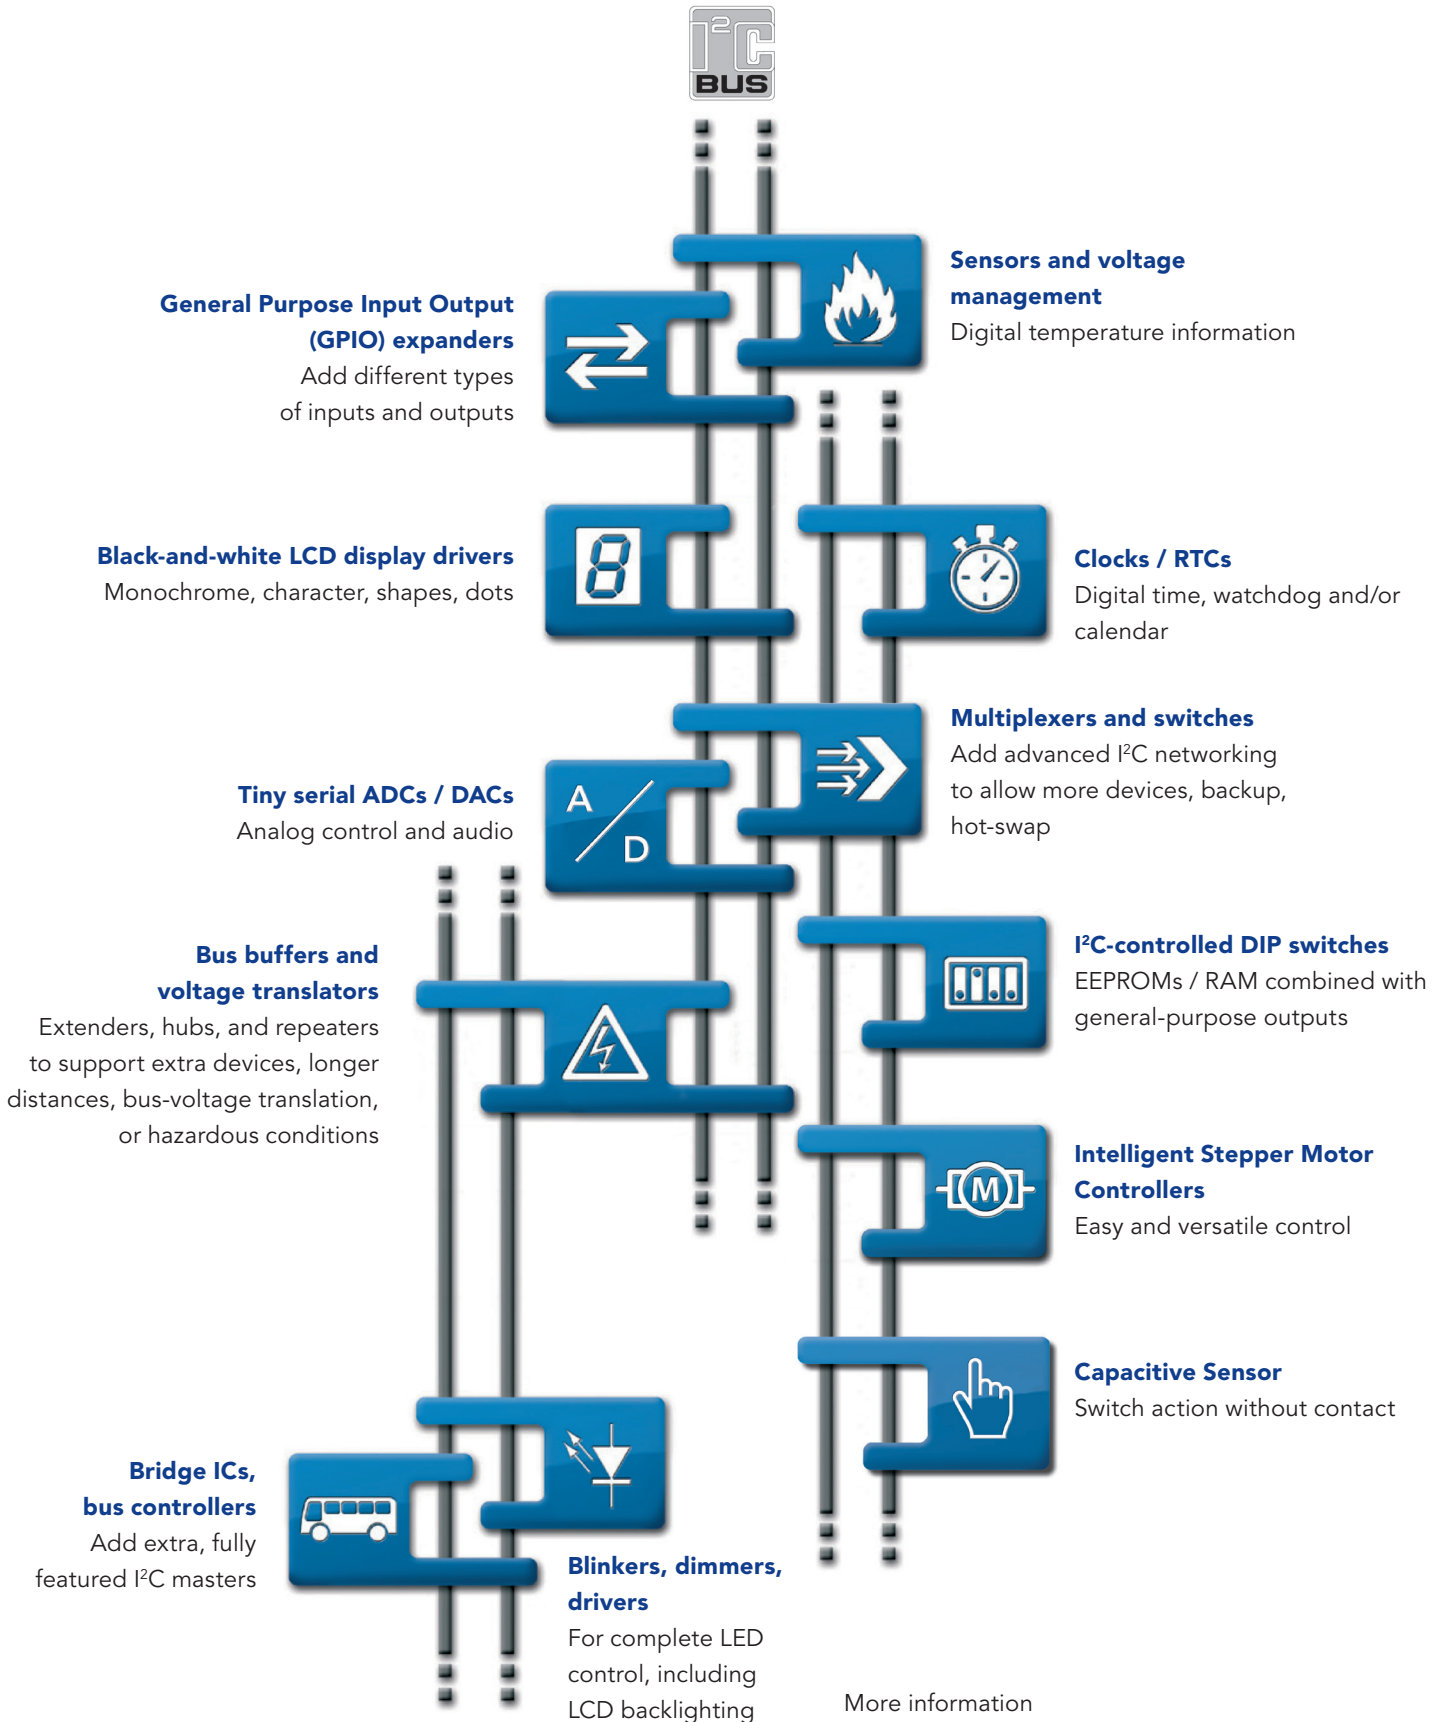 I²C
BUS
Sensors and voltage
management
Digital temperature information
General Purpose Input Output
(GPIO) expanders
Add different types
of inputs and outputs
Black-and-white LCD display drivers
Monochrome, character, shapes, dots
8
Clocks / RTCs
Digital time, watchdog and/or
calendar
Multiplexers and switches
Add advanced I²C networking
to allow more devices, backup,
hot-swap
Tiny serial ADCs / DACs
Analog control and audio
A/D
Bus buffers and
voltage translators
Extenders, hubs, and repeaters
to support extra devices, longer
distances, bus-voltage translation,
or hazardous conditions
I²C-controlled DIP switches
EEPROMs / RAM combined with
general-purpose outputs
Intelligent Stepper Motor
Controllers
Easy and versatile control
M
Capacitive Sensor
Switch action without contact
Bridge ICs,
bus controllers
Add extra, fully
featured I²C masters
Blinkers, dimmers,
drivers
For complete LED
control, including
LCD backlighting
More information